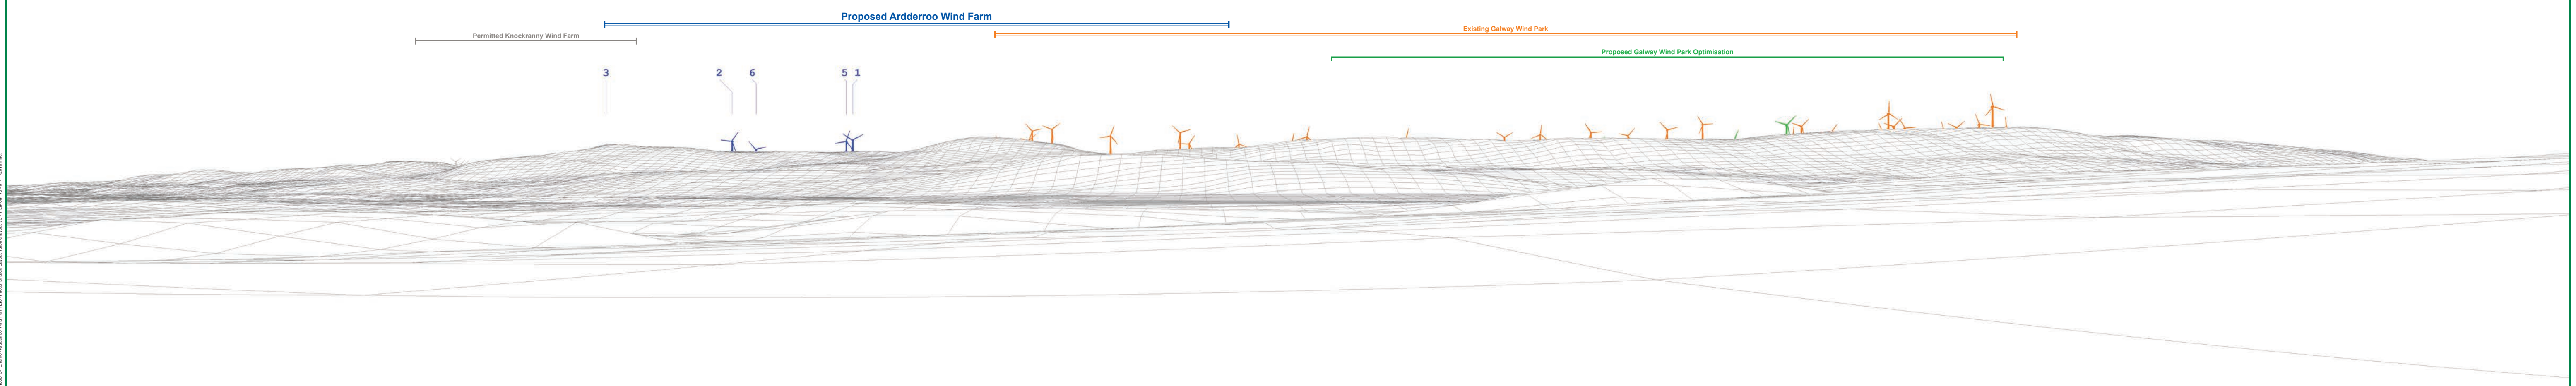 Proposed Ardderroo Wind Farm
Existing Galway Wind Park
Permitted Knockranny Wind Farm
Proposed Galway Wind Park Optimisation
3 2 6 5 1